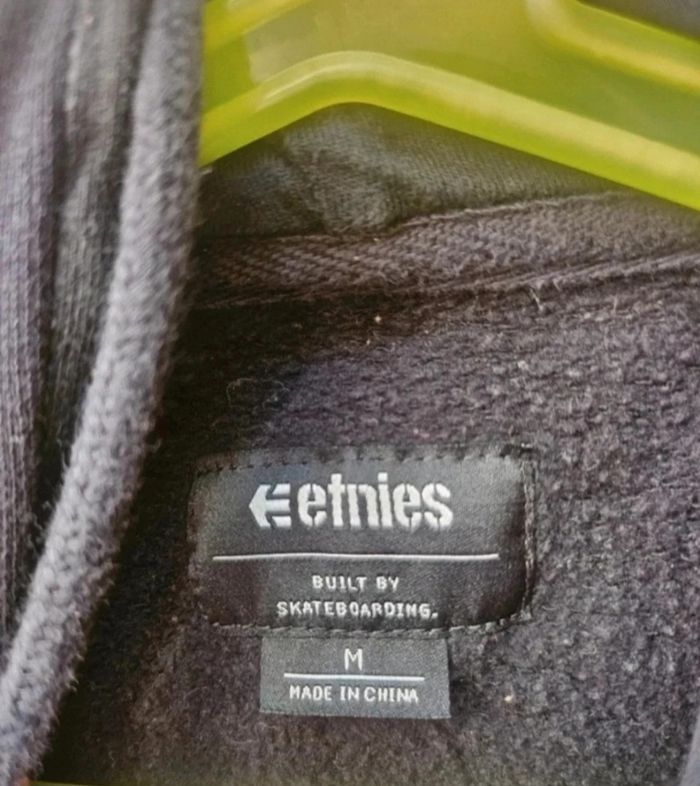 etnies
BUILT BY
SKATEBOARDING.
M
MADE IN CHINA